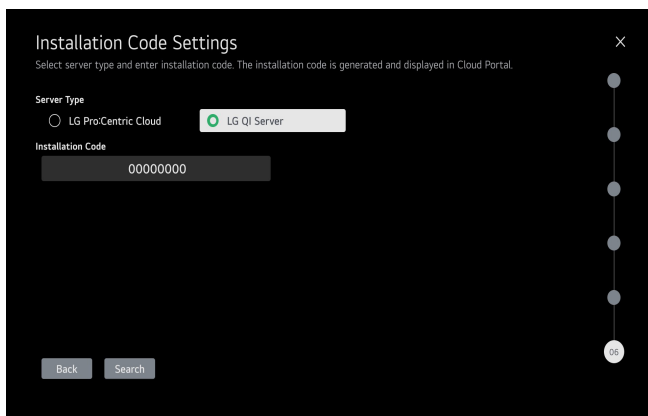 Installation Code Settings
Select server type and enter installation code. The installation code is generated and displayed in Cloud Portal.
Server Type
LG Pro:Centric Cloud
LG QI Server
Installation Code
00000000
06
Back
Search